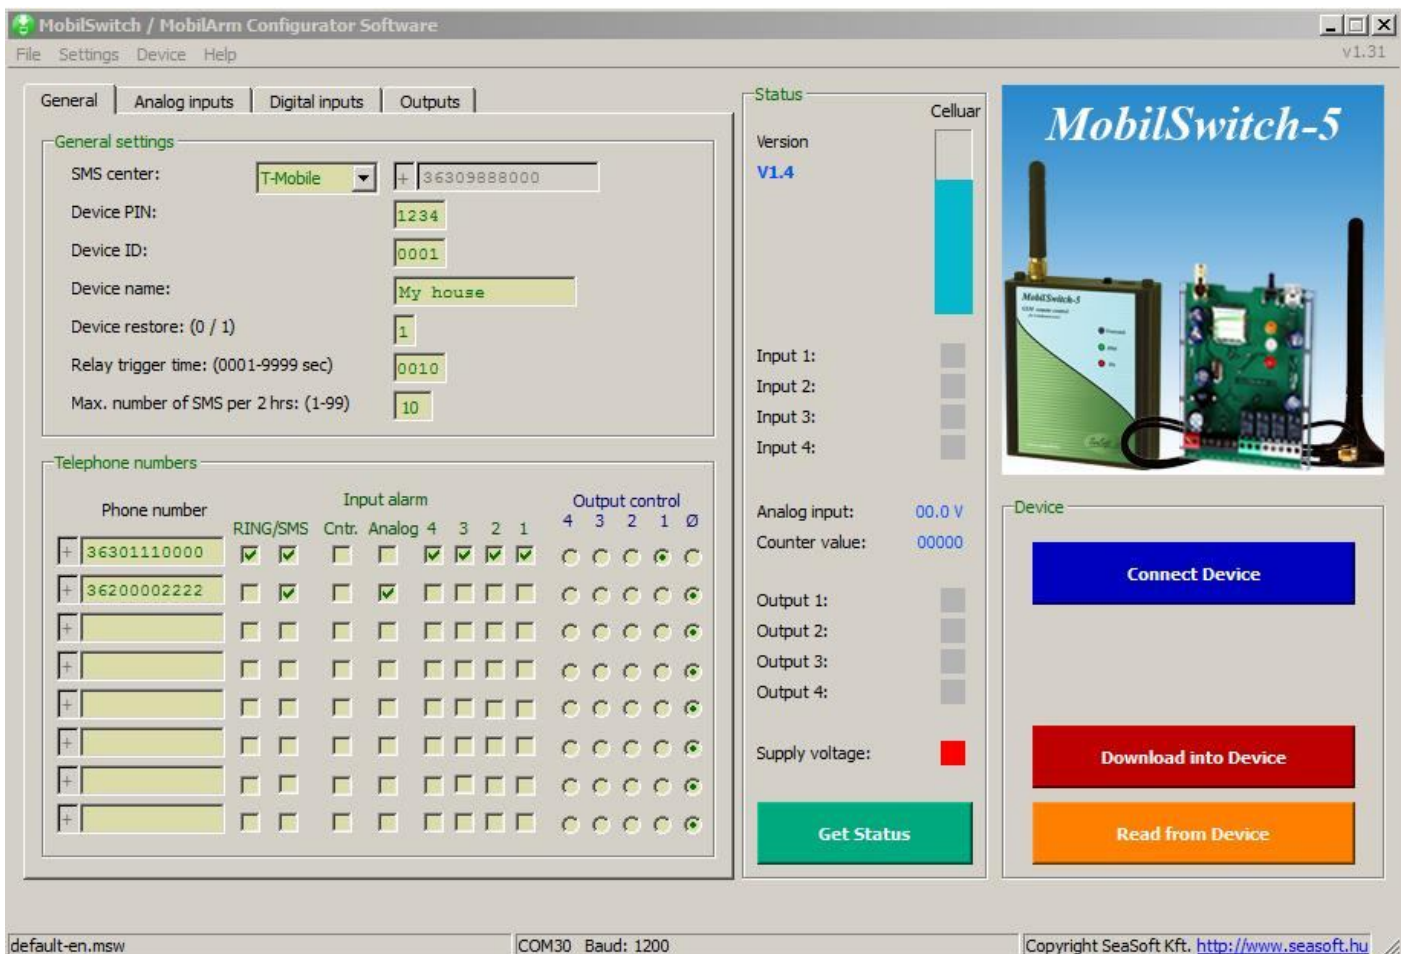 MobilSwitch / MobilArm Configurator Software
File Settings Device Help
v1.31
General
Analog inputs
Digital inputs
Outputs
General settings
SMS center:
T-Mobile
+ 36309888000
Device PIN:
1234
Device ID:
0001
Device name:
My house
Device restore: (0 / 1)
1
Relay trigger time: (0001-9999 sec)
0010
Max. number of SMS per 2 hrs: (1-99)
10
Telephone numbers
Phone number
Input alarm
Output control
RING/SMS Cntr. Analog 4 3 2 1
4 3 2 1 Ø
+ 36301110000
+ 36200002222
+
+
+
+
+
+
Status
Celluar
Version
V1.4
Input 1:
Input 2:
Input 3:
Input 4:
Analog input: 00.0 V
Counter value: 00000
Output 1:
Output 2:
Output 3:
Output 4:
Supply voltage:
Get Status
MobilSwitch-5
MobilSwitch-5
Device
Connect Device
Download into Device
Read from Device
default-en.msw
COM30 Baud: 1200
Copyright SeaSoft Kft. http://www.seasoft.hu